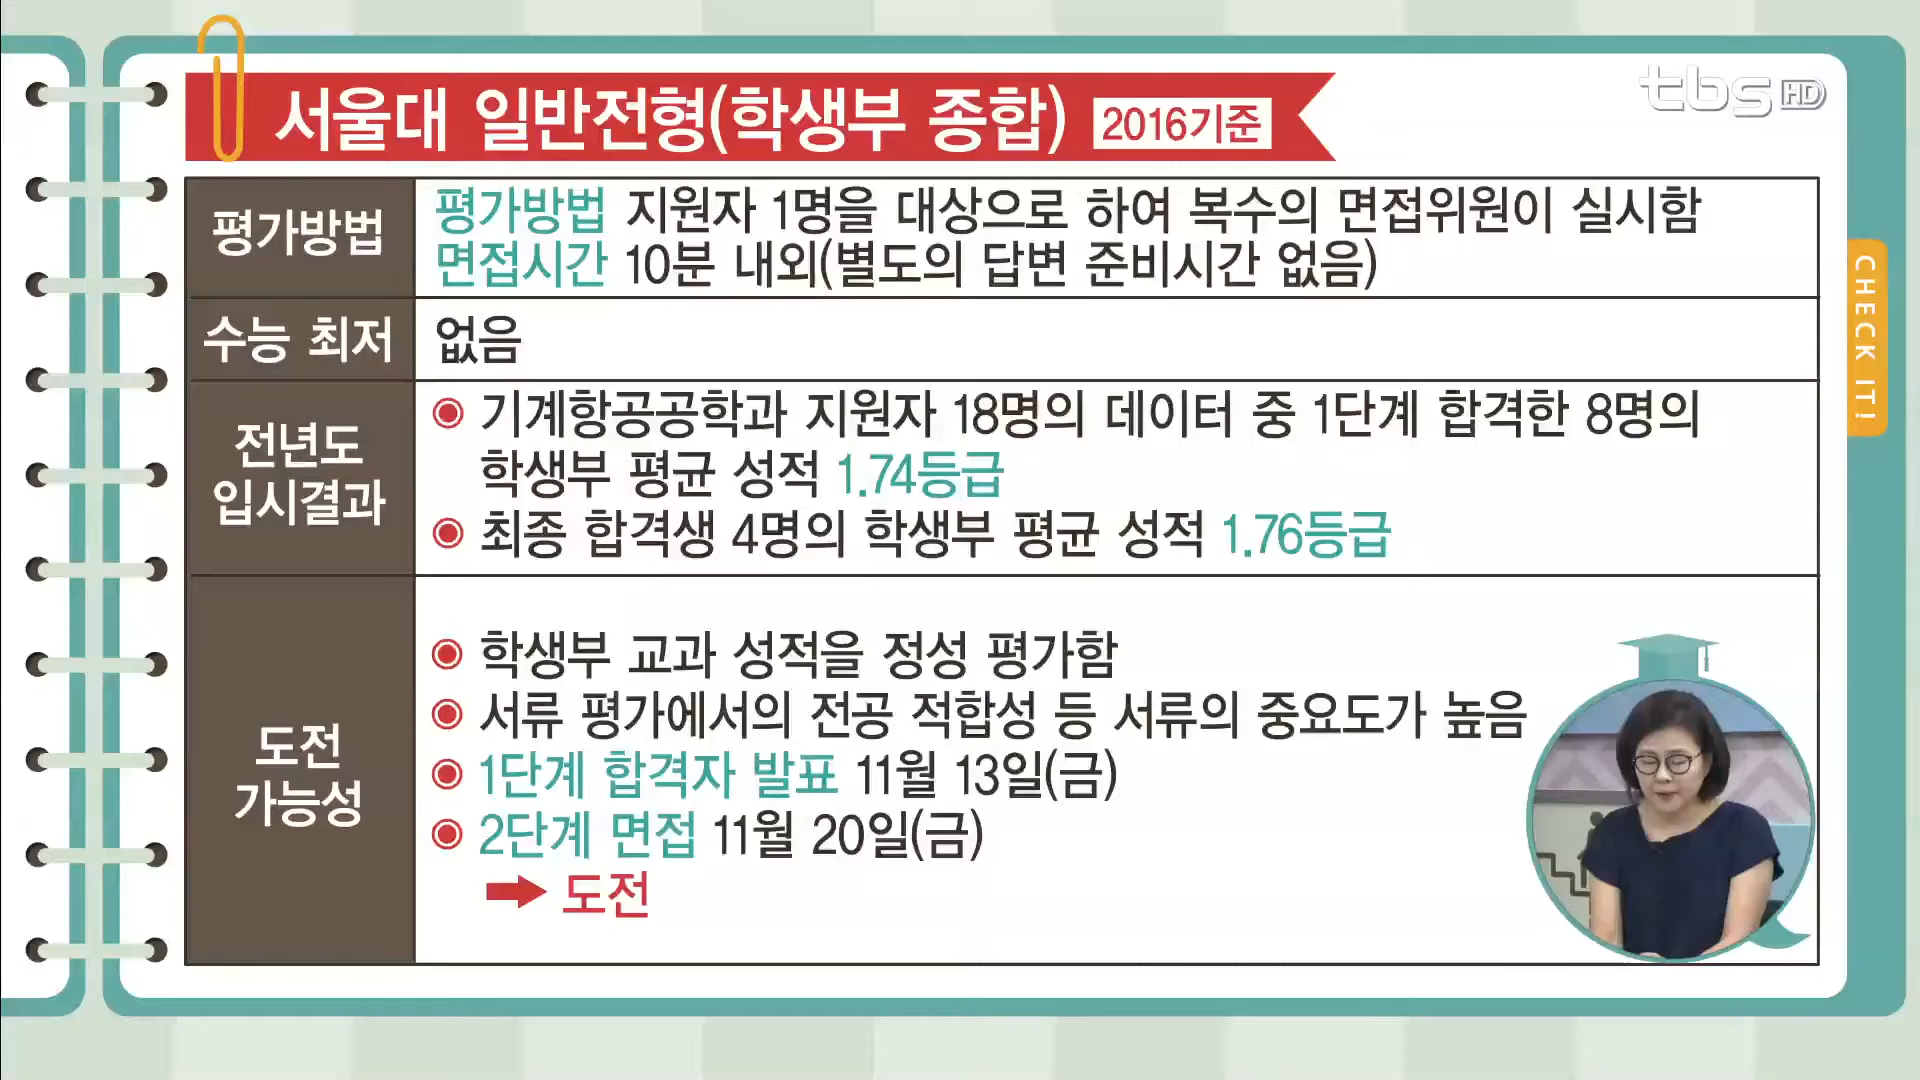 서울대 일반전형(학생부 종합) 2016기준
tbs HD
평가방법
평가방법 지원자 1명을 대상으로 하여 복수의 면접위원이 실시함
면접시간 10분 내외(별도의 답변 준비시간 없음)
수능 최저
없음
전년도
입시결과
기계항공공학과 지원자 18명의 데이터 중 1단계 합격한 8명의
학생부 평균 성적 1.74등급
최종 합격생 4명의 학생부 평균 성적 1.76등급
도전
가능성
학생부 교과 성적을 정성 평가함
서류 평가에서의 전공 적합성 등 서류의 중요도가 높음
1단계 합격자 발표 11월 13일(금)
2단계 면접 11월 20일(금)
➡ 도전
CHECK IT!